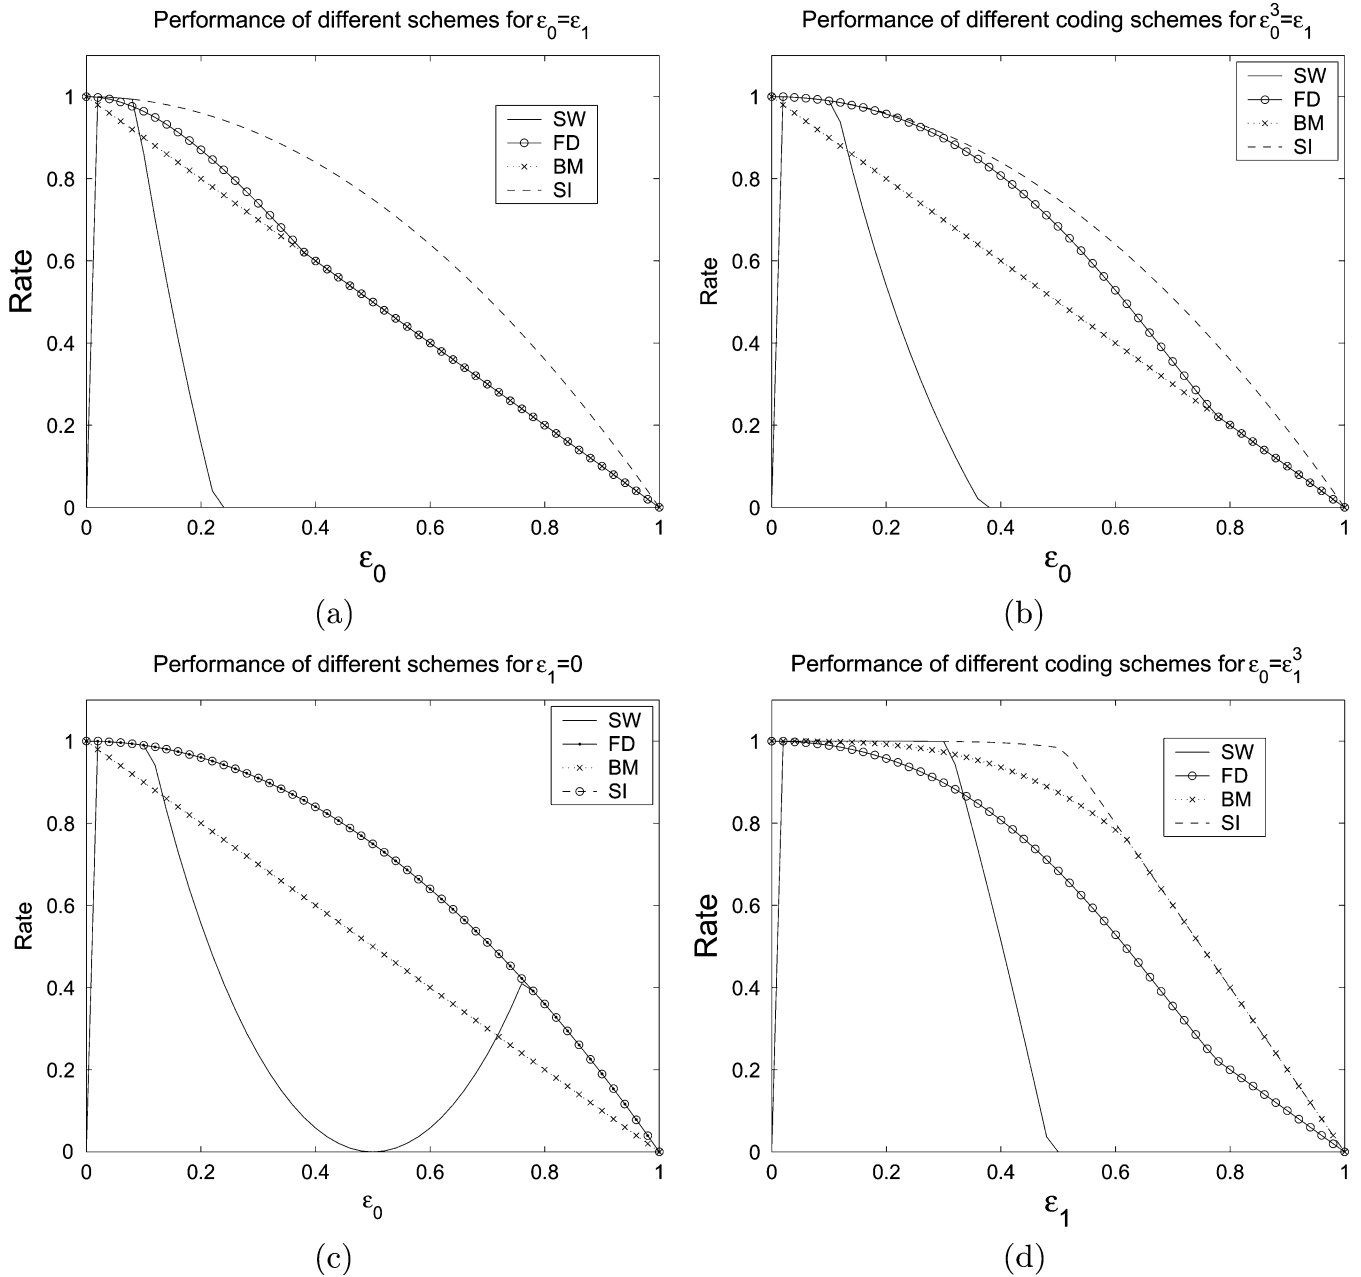 Performance of different schemes for ε₀=ε₁
1
0.8
0.6
0.4
0.2
0
Rate
0 0.2 0.4 0.6 0.8 1
ε₀
SW
FD
BM
SI
(a)
Performance of different coding schemes for ε₀³=ε₁
1
0.8
0.6
0.4
0.2
0
Rate
0 0.2 0.4 0.6 0.8 1
ε₀
SW
FD
BM
SI
(b)
Performance of different schemes for ε₁=0
1
0.8
0.6
0.4
0.2
0
Rate
0 0.2 0.4 0.6 0.8 1
ε₀
SW
FD
BM
SI
(c)
Performance of different coding schemes for ε₀=ε₁³
1
0.8
0.6
0.4
0.2
0
Rate
0 0.2 0.4 0.6 0.8 1
ε₁
SW
FD
BM
SI
(d)